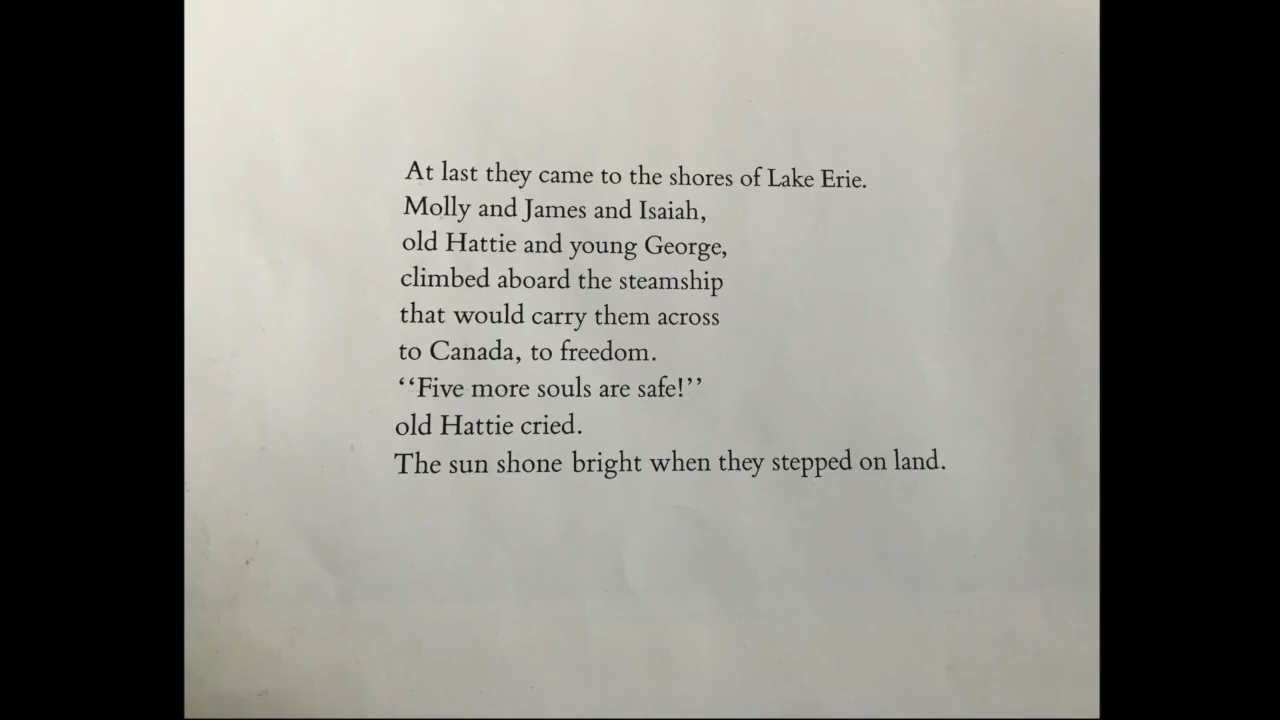 At last they came to the shores of Lake Erie.
Molly and James and Isaiah,
old Hattie and young George,
climbed aboard the steamship
that would carry them across
to Canada, to freedom.
‘‘Five more souls are safe!’’
old Hattie cried.
The sun shone bright when they stepped on land.